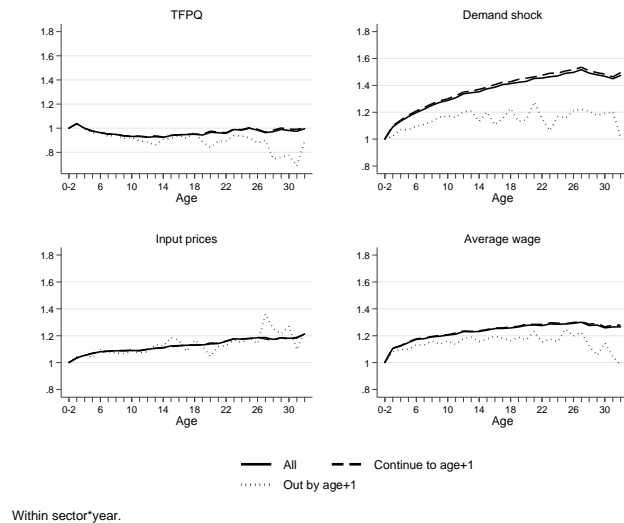 TFPQ
1.8
1.6
1.4
1.2
1
.8
0-2 6 10 14 18 22 26 30
Age
Demand shock
1.8
1.6
1.4
1.2
1
.8
0-2 6 10 14 18 22 26 30
Age
Input prices
1.8
1.6
1.4
1.2
1
.8
0-2 6 10 14 18 22 26 30
Age
Average wage
1.8
1.6
1.4
1.2
1
.8
0-2 6 10 14 18 22 26 30
Age
All Continue to age+1
Out by age+1
Within sector*year.